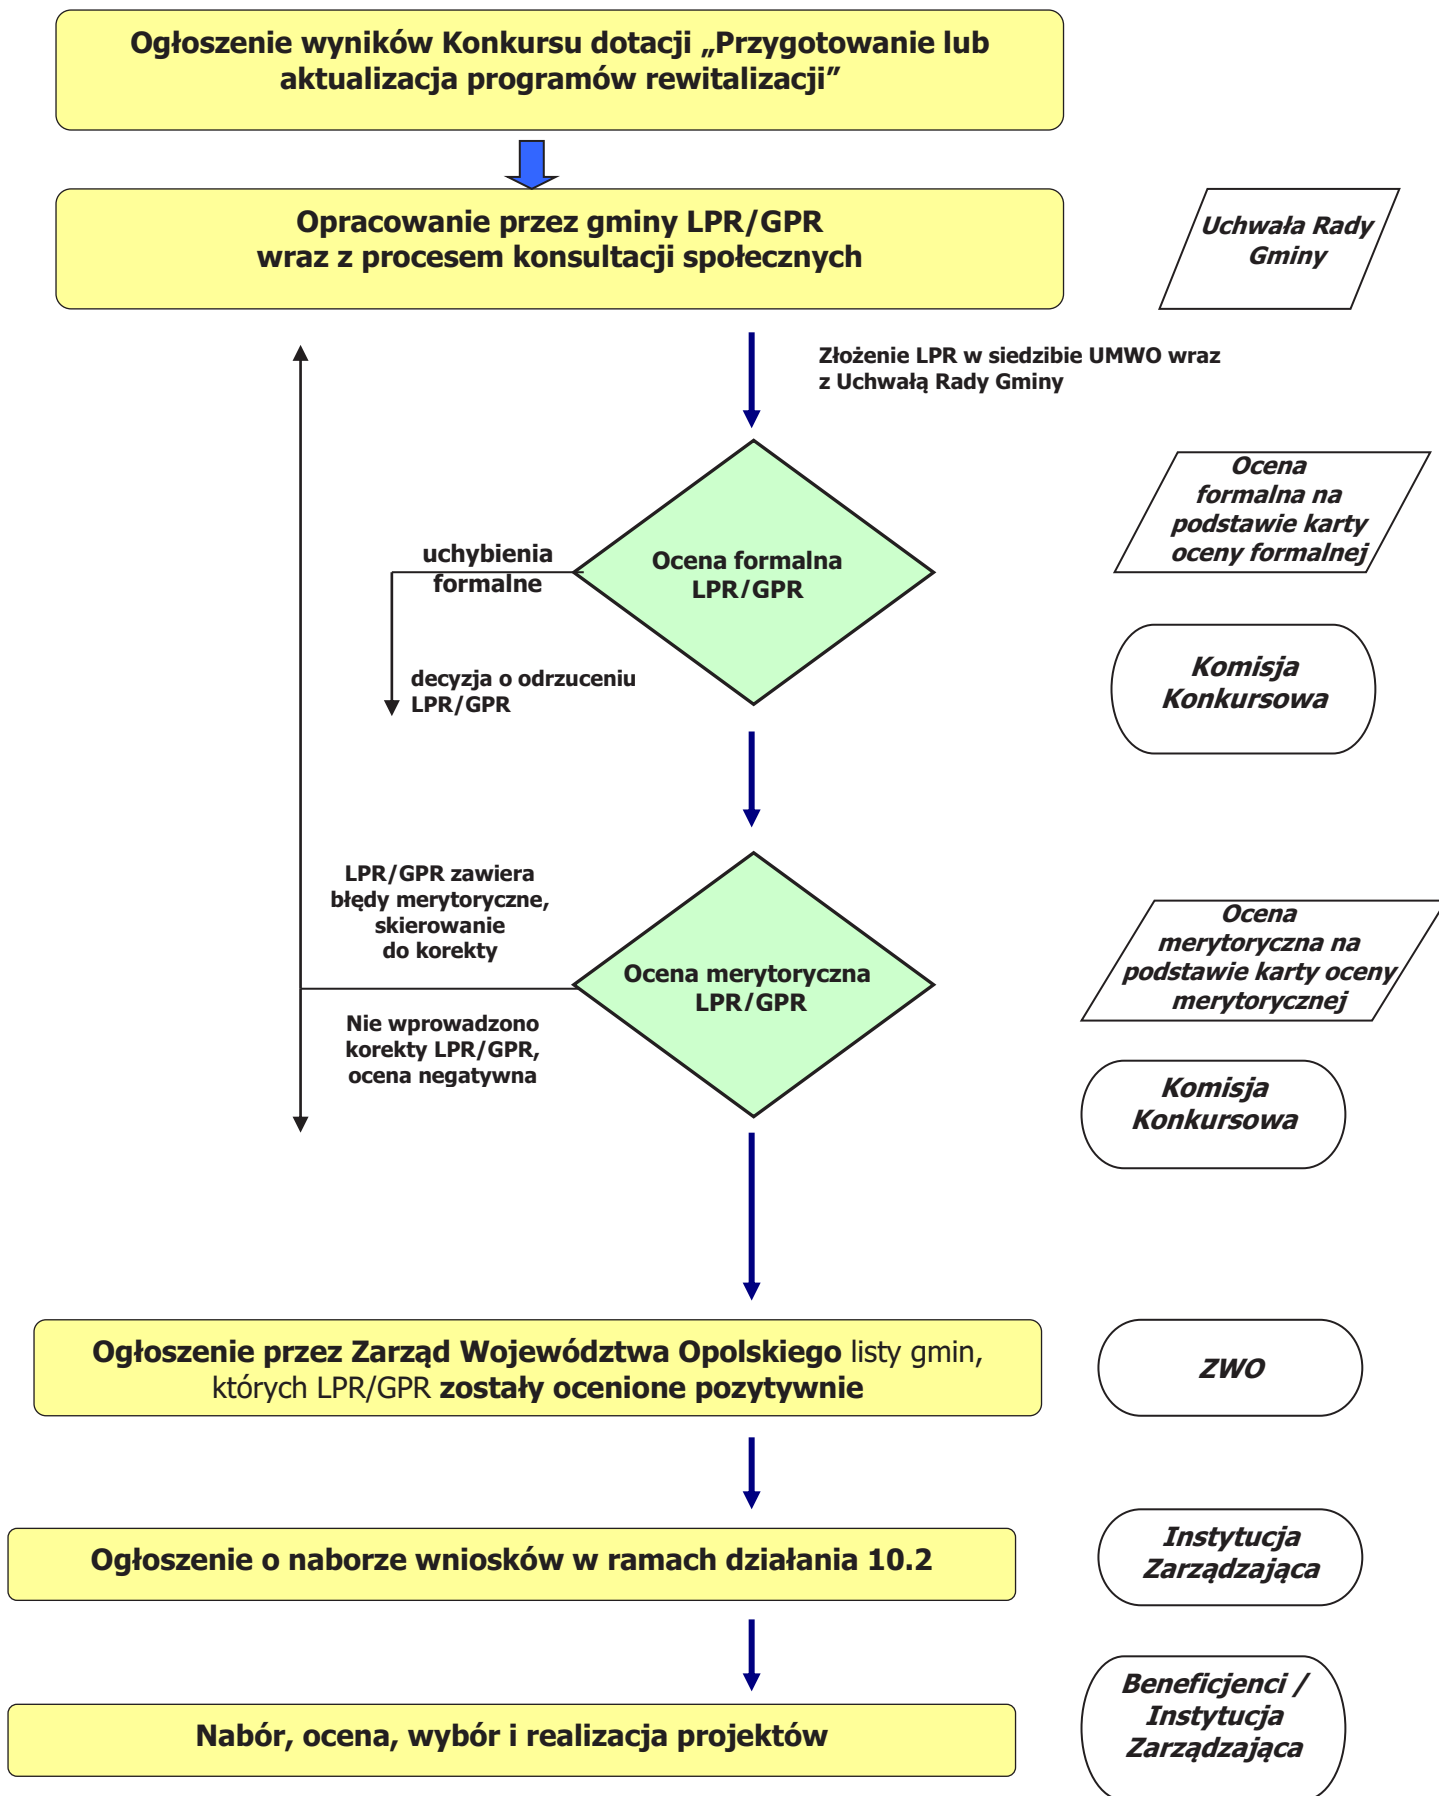 Ogłoszenie wyników Konkursu dotacji „Przygotowanie lub
aktualizacja programów rewitalizacji”
Opracowanie przez gminy LPR/GPR
wraz z procesem konsultacji społecznych
Uchwała Rady
Gminy
Złożenie LPR w siedzibie UMWO wraz
z Uchwałą Rady Gminy
Ocena
formalna na
podstawie karty
oceny formalnej
uchybienia
formalne
Ocena formalna
LPR/GPR
decyzja o odrzuceniu
LPR/GPR
Komisja
Konkursowa
LPR/GPR zawiera
błędy merytoryczne,
skierowanie
do korekty
Ocena merytoryczna
LPR/GPR
Ocena
merytoryczna na
podstawie karty oceny
merytorycznej
Nie wprowadzono
korekty LPR/GPR,
ocena negatywna
Komisja
Konkursowa
Ogłoszenie przez Zarząd Województwa Opolskiego listy gmin,
których LPR/GPR zostały ocenione pozytywnie
ZWO
Ogłoszenie o naborze wniosków w ramach działania 10.2
Instytucja
Zarządzająca
Nabór, ocena, wybór i realizacja projektów
Beneficjenci /
Instytucja
Zarządzająca